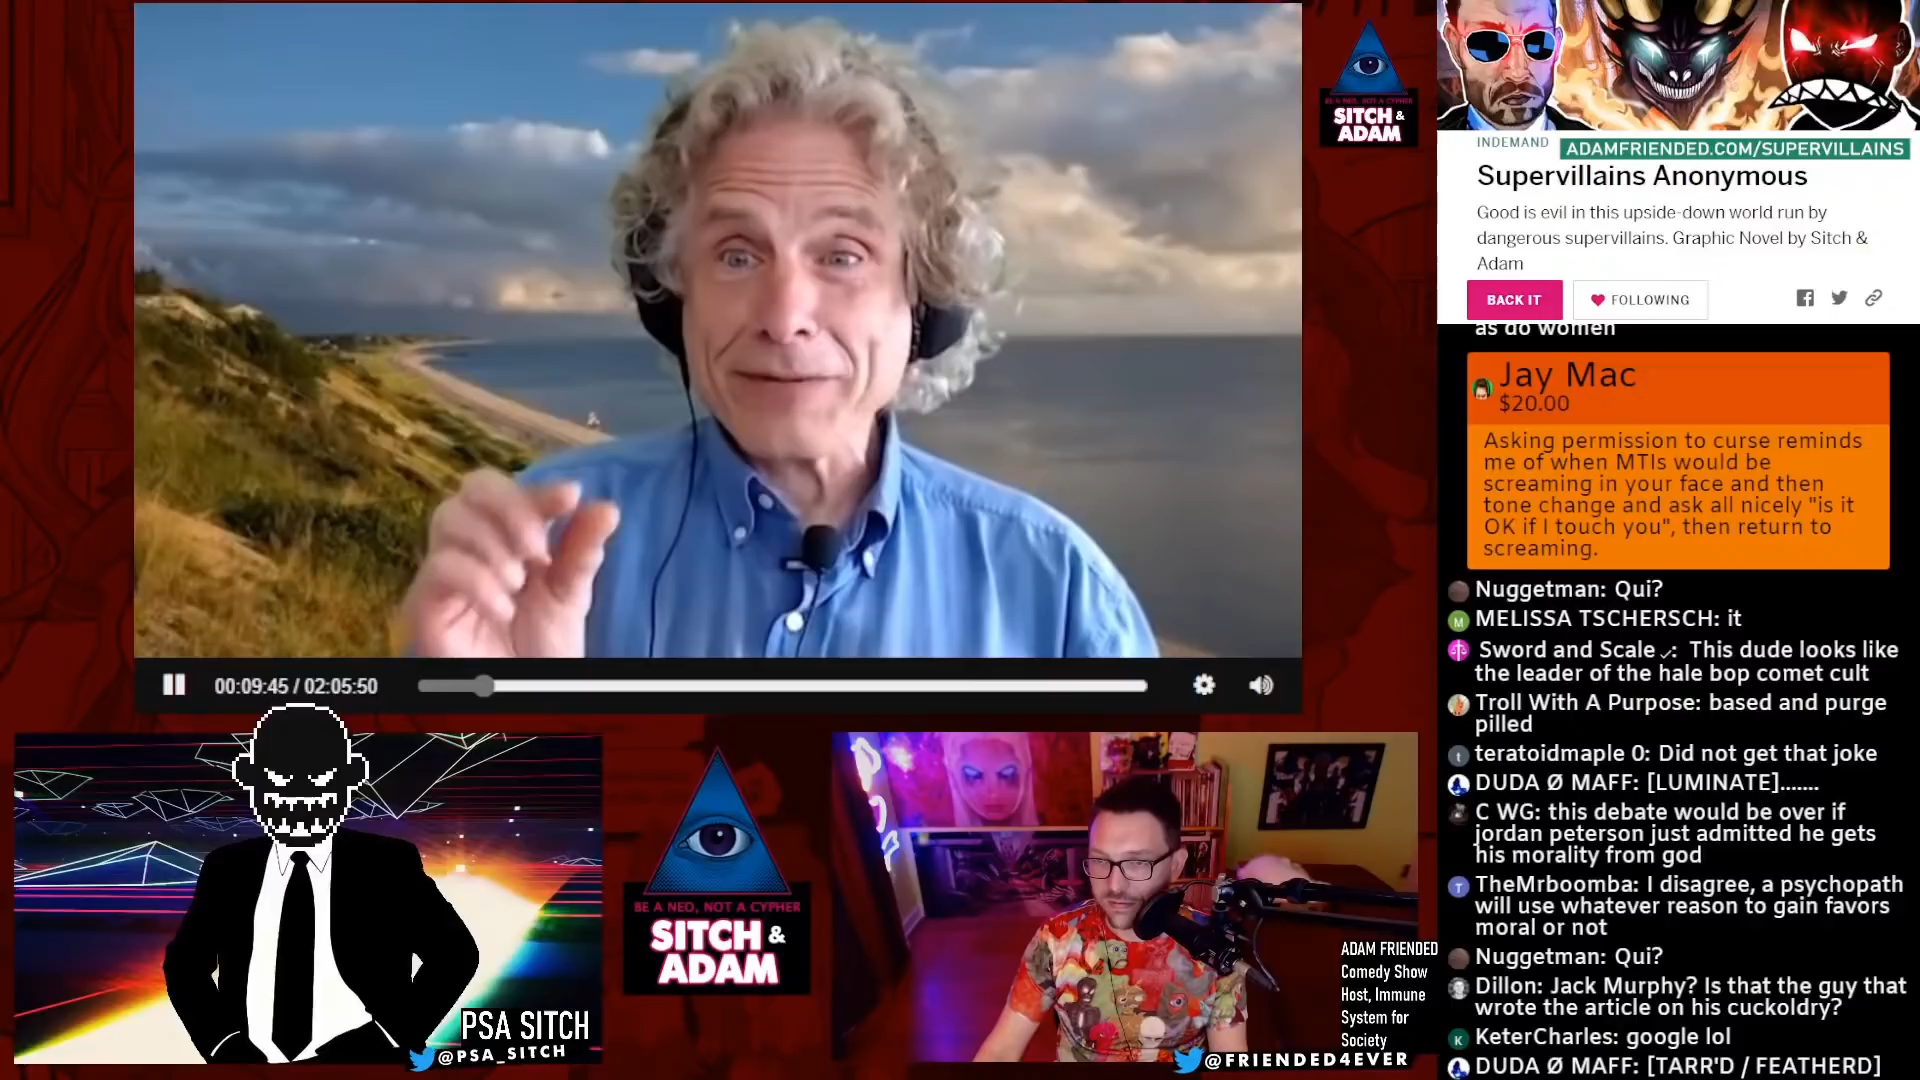 BE A NEO, NOT A CYPHER
SITCH &
ADAM
INDEMAND
ADAMFRIENDED.COM/SUPERVILLAINS
Supervillains Anonymous
Good is evil in this upside-down world run by
dangerous supervillains. Graphic Novel by Sitch &
Adam
BACK IT
FOLLOWING
as do women
Jay Mac
$20.00
Asking permission to curse reminds
me of when MTIs would be
screaming in your face and then
tone change and ask all nicely "is it
OK if I touch you", then return to
screaming.
Nuggetman: Qui?
MELISSA TSCHERSCH: it
Sword and Scale✓: This dude looks like
the leader of the hale bop comet cult
Troll With A Purpose: based and purge
pilled
teratoidmaple 0: Did not get that joke
DUDA Ø MAFF: [LUMINATE].......
C WG: this debate would be over if
jordan peterson just admitted he gets
his morality from god
TheMrboomba: I disagree, a psychopath
will use whatever reason to gain favors
moral or not
Nuggetman: Qui?
Dillon: Jack Murphy? Is that the guy that
wrote the article on his cuckoldry?
KeterCharles: google lol
DUDA Ø MAFF: [TARR'D / FEATHERD]
00:09:45 / 02:05:50
PSA SITCH
@PSA_SITCH
BE A NEO, NOT A CYPHER
SITCH &
ADAM
ADAM FRIENDED
Comedy Show
Host, Immune
System for
Society
@FRIENDED4EVER